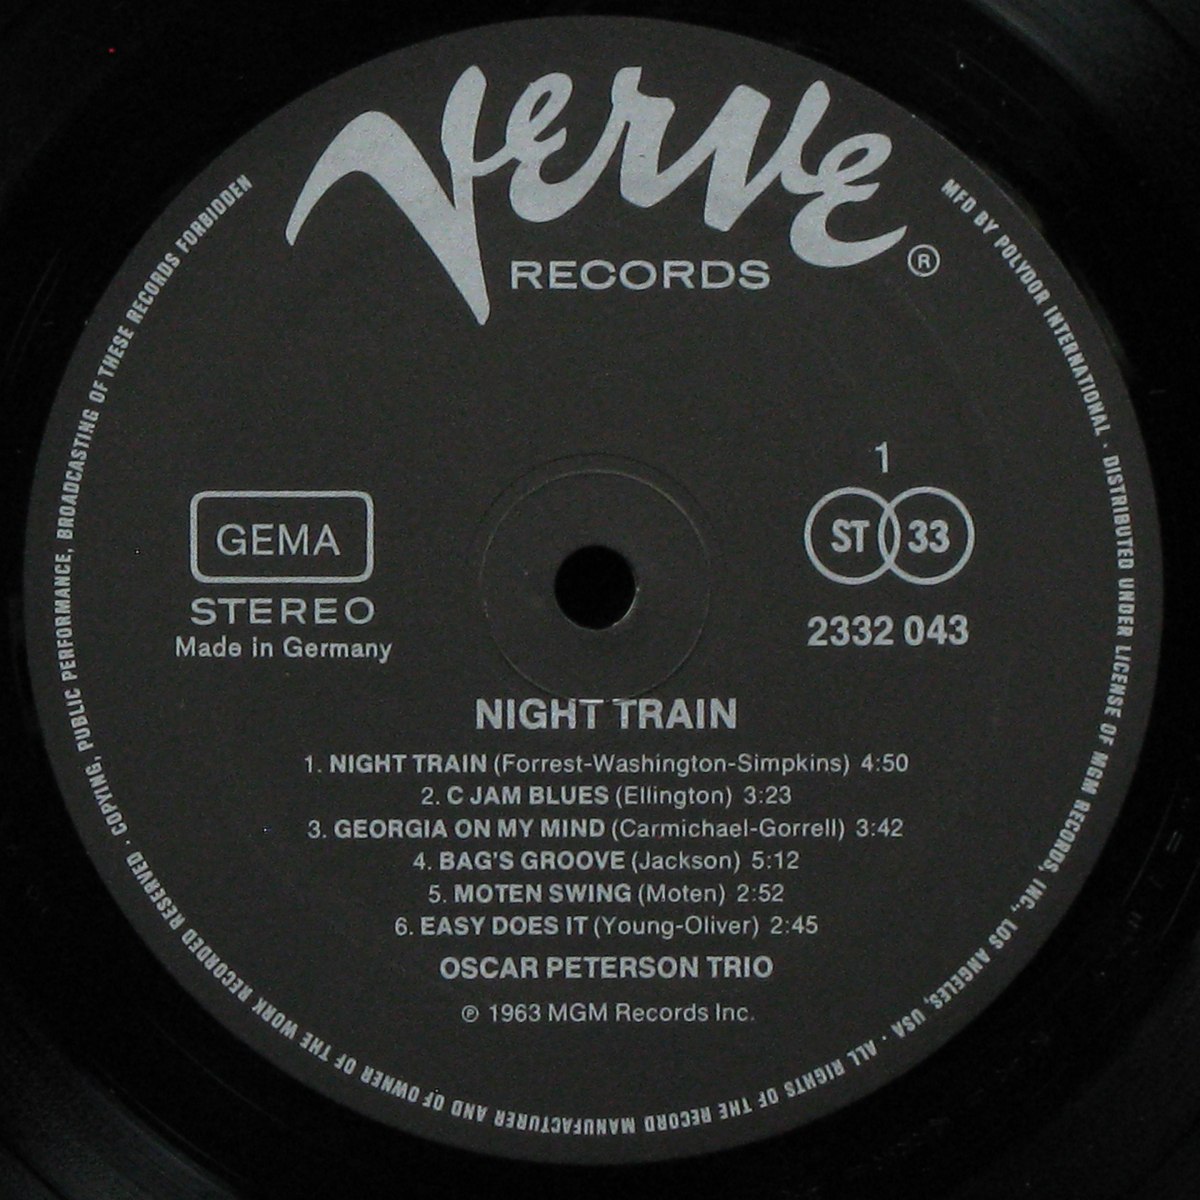 Verve
RECORDS
®
MFD BY POLYDOR INTERNATIONAL · DISTRIBUTED UNDER LICENSE OF MGM RECORDS, INC., LOS ANGELES, USA · ALL RIGHTS OF THE RECORD MANUFACTURER AND OF OWNER OF THE WORK RECORDED RESERVED · COPYING, PUBLIC PERFORMANCE, BROADCASTING OF THESE RECORDS FORBIDDEN
GEMA
STEREO
Made in Germany
1
ST 33
2332 043
NIGHT TRAIN
1. NIGHT TRAIN (Forrest-Washington-Simpkins) 4:50
2. C JAM BLUES (Ellington) 3:23
3. GEORGIA ON MY MIND (Carmichael-Gorrell) 3:42
4. BAG'S GROOVE (Jackson) 5:12
5. MOTEN SWING (Moten) 2:52
6. EASY DOES IT (Young-Oliver) 2:45
OSCAR PETERSON TRIO
℗ 1963 MGM Records Inc.